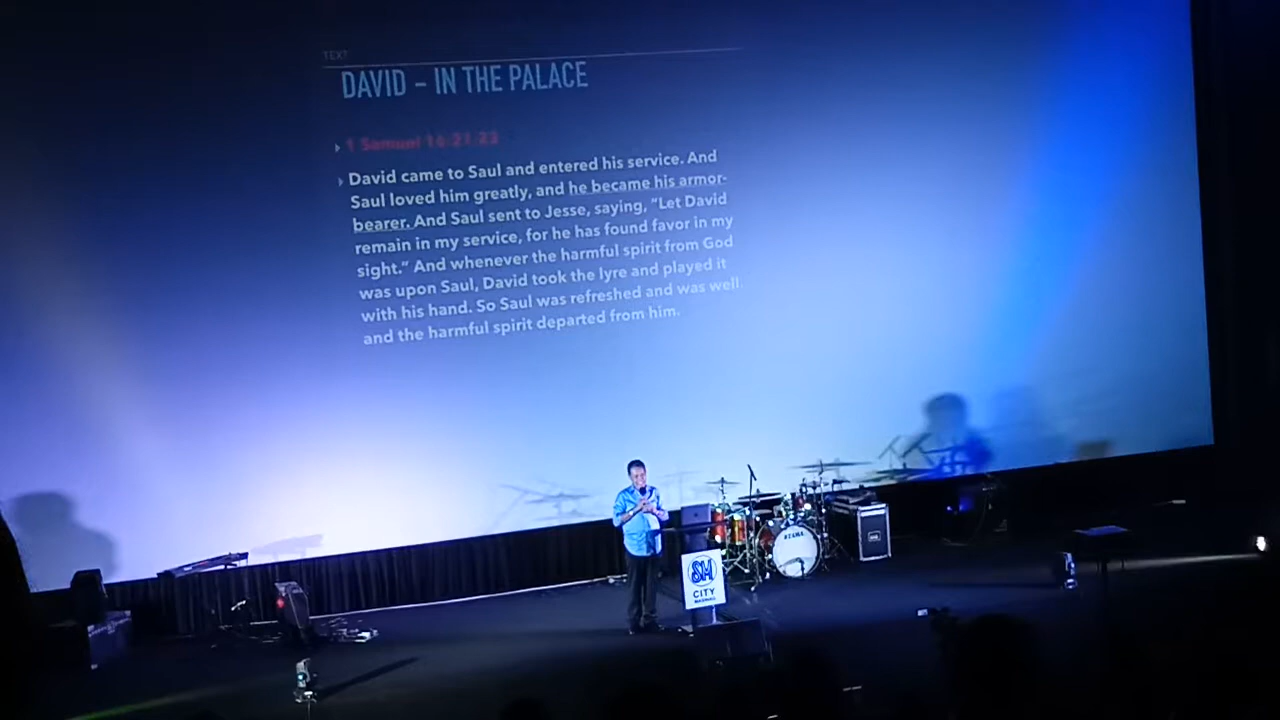 TEXT
DAVID – IN THE PALACE
1 Samuel 16:21-23
David came to Saul and entered his service. And
Saul loved him greatly, and he became his armor-
bearer. And Saul sent to Jesse, saying, “Let David
remain in my service, for he has found favor in my
sight.” And whenever the harmful spirit from God
was upon Saul, David took the lyre and played it
with his hand. So Saul was refreshed and was well,
and the harmful spirit departed from him.
TAMA
SM
CITY